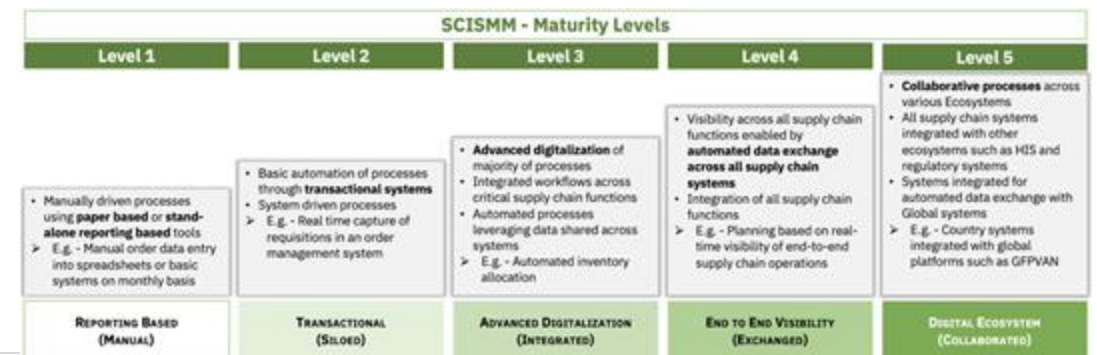 SCISMM - Maturity Levels
Level 1
Level 2
Level 3
Level 4
Level 5
• Manually driven processes
using paper based or stand-
alone reporting based tools
➢ E.g. - Manual order data entry
into spreadsheets or basic
systems on monthly basis
• Basic automation of processes
through transactional systems
• System driven processes
➢ E.g. - Real time capture of
requisitions in an order
management system
• Advanced digitalization of
majority of processes
• Integrated workflows across
critical supply chain functions
• Automated processes
leveraging data shared across
systems
➢ E.g. - Automated inventory
allocation
• Visibility across all supply chain
functions enabled by
automated data exchange
across all supply chain
systems
• Integration of all supply chain
functions
➢ E.g. - Planning based on real-
time visibility of end-to-end
supply chain operations
• Collaborative processes across
various Ecosystems
• All supply chain systems
integrated with other
ecosystems such as HIS and
regulatory systems
• Systems integrated for
automated data exchange with
Global systems
➢ E.g. - Country systems
integrated with global
platforms such as GFPVAN
REPORTING BASED
(MANUAL)
TRANSACTIONAL
(SILOED)
ADVANCED DIGITALIZATION
(INTEGRATED)
END TO END VISIBILITY
(EXCHANGED)
DIGITAL ECOSYSTEM
(COLLABORATED)